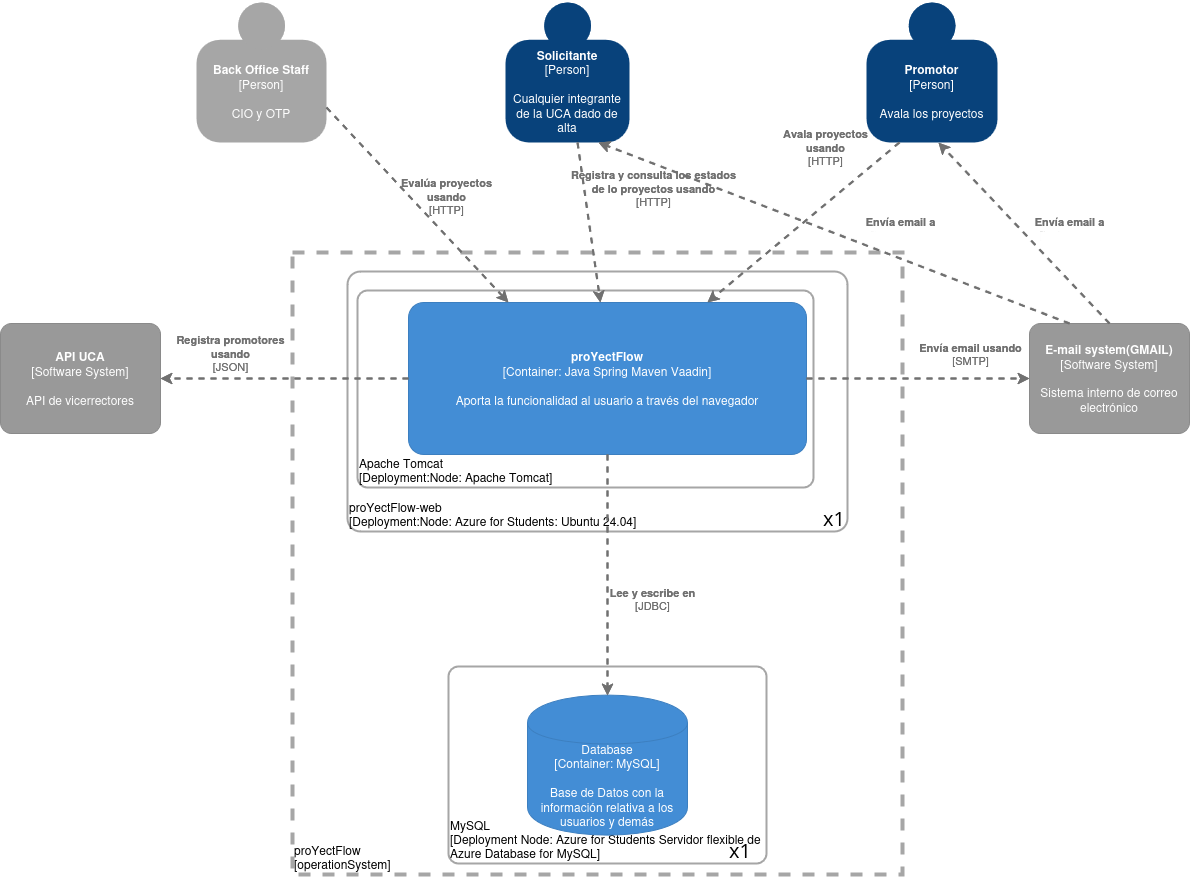 Back Office Staff
[Person]
CIO y OTP
Solicitante
[Person]
Cualquier integrante
de la UCA dado de
alta
Promotor
[Person]
Avala los proyectos
Avala proyectos
usando
[HTTP]
Evalúa proyectos
usando
[HTTP]
Registra y consulta los estados
de lo proyectos usando
[HTTP]
Envía email a
Envía email a
API UCA
[Software System]
API de vicerrectores
Registra promotores
usando
[JSON]
proYectFlow
[Container: Java Spring Maven Vaadin]
Aporta la funcionalidad al usuario a través del navegador
Envía email usando
[SMTP]
E-mail system(GMAIL)
[Software System]
Sistema interno de correo
electrónico
Apache Tomcat
[Deployment:Node: Apache Tomcat]
proYectFlow-web
[Deployment:Node: Azure for Students: Ubuntu 24.04]
x1
Lee y escribe en
[JDBC]
Database
[Container: MySQL]
Base de Datos con la
información relativa a los
usuarios y demás
MySQL
[Deployment Node: Azure for Students Servidor flexible de
Azure Database for MySQL]
x1
proYectFlow
[operationSystem]